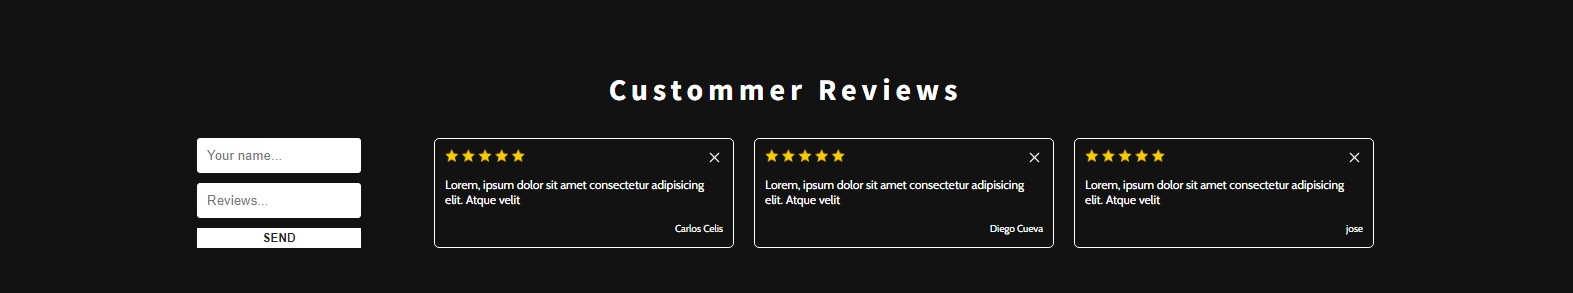 Custommer Reviews
Your name...
Reviews...
SEND
Lorem, ipsum dolor sit amet consectetur adipisicing
elit. Atque velit
Carlos Celis
Lorem, ipsum dolor sit amet consectetur adipisicing
elit. Atque velit
Diego Cueva
Lorem, ipsum dolor sit amet consectetur adipisicing
elit. Atque velit
jose